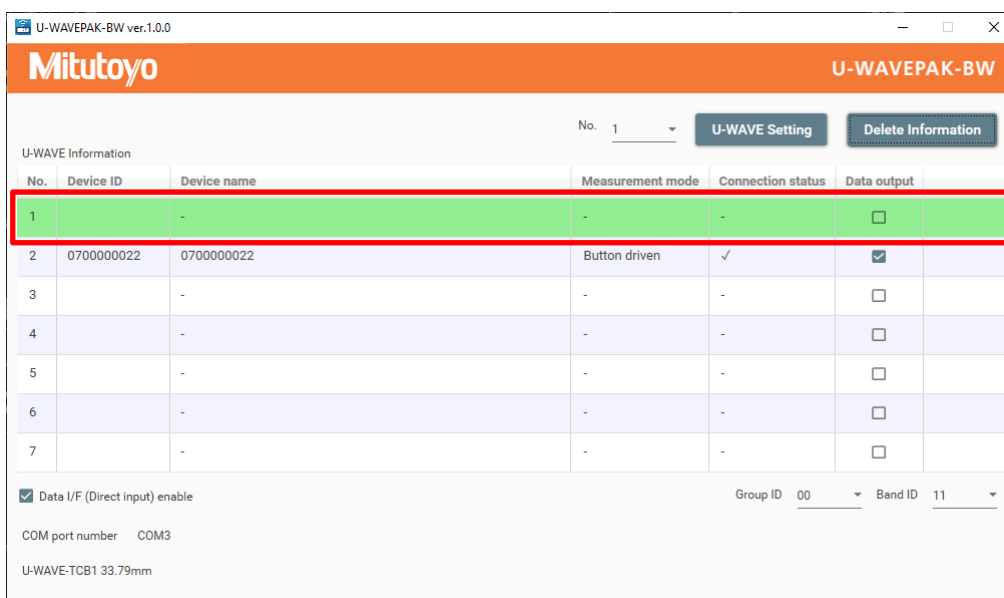 U-WAVEPAK-BW ver.1.0.0
Mitutoyo U-WAVEPAK-BW
No. 1 U-WAVE Setting Delete Information
U-WAVE Information
No. Device ID Device name Measurement mode Connection status Data output
1 - - -
2 0700000022 0700000022 Button driven ✓
3 - - -
4 - - -
5 - - -
6 - - -
7 - - -
Data I/F (Direct input) enable Group ID 00 Band ID 11
COM port number COM3
U-WAVE-TCB1 33.79mm